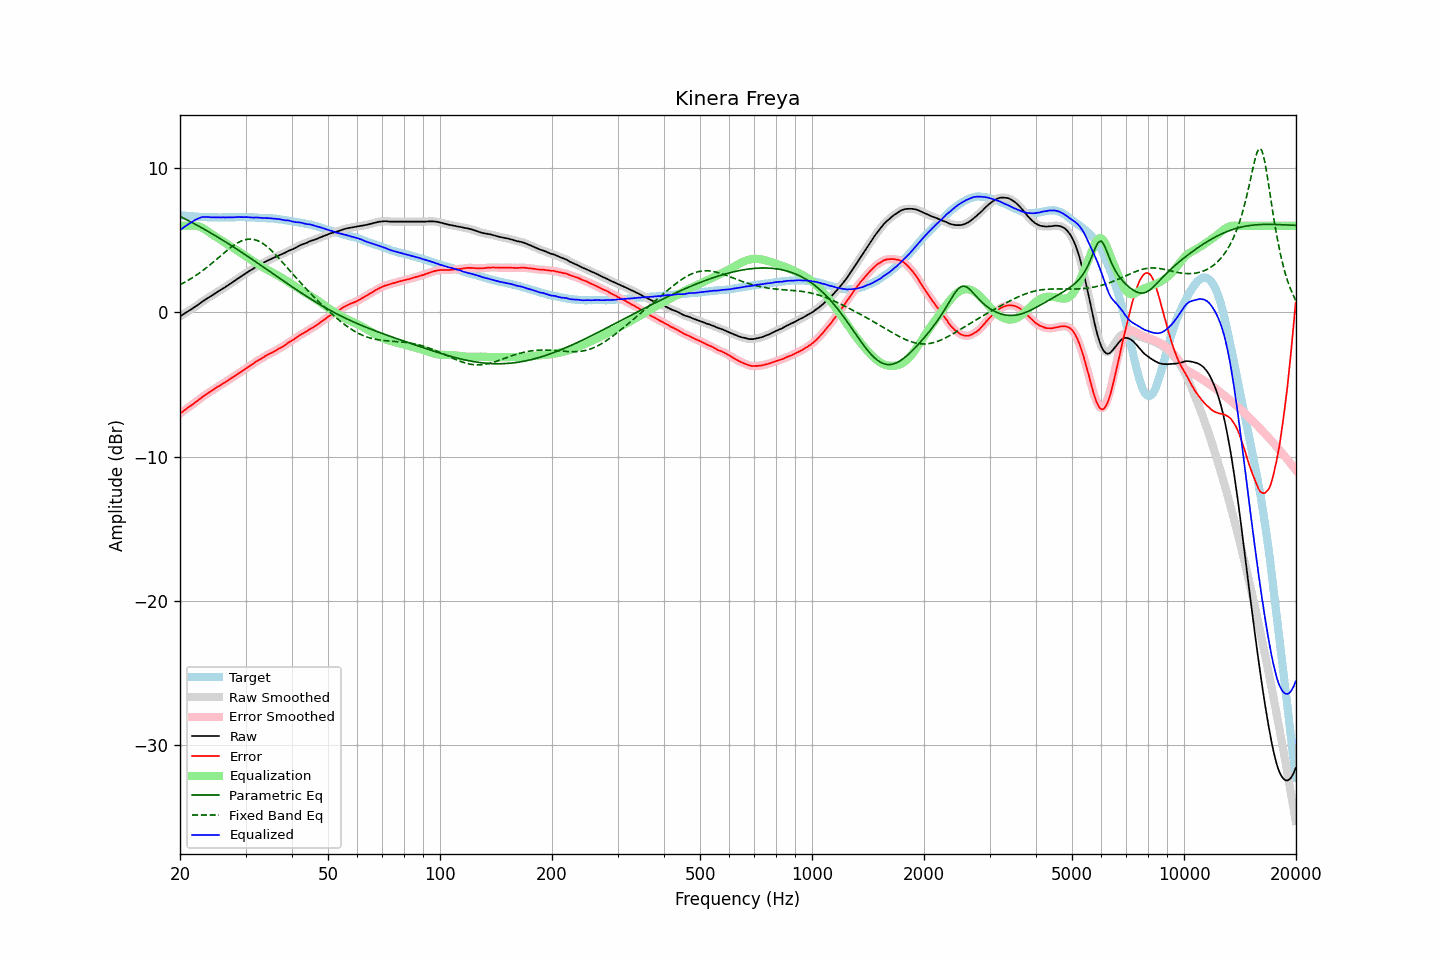 Kinera Freya
10
0
−10
−20
−30
Amplitude (dBr)
Target
Raw Smoothed
Error Smoothed
Raw
Error
Equalization
Parametric Eq
Fixed Band Eq
Equalized
20 50 100 200 500 1000 2000 5000 10000 20000
Frequency (Hz)